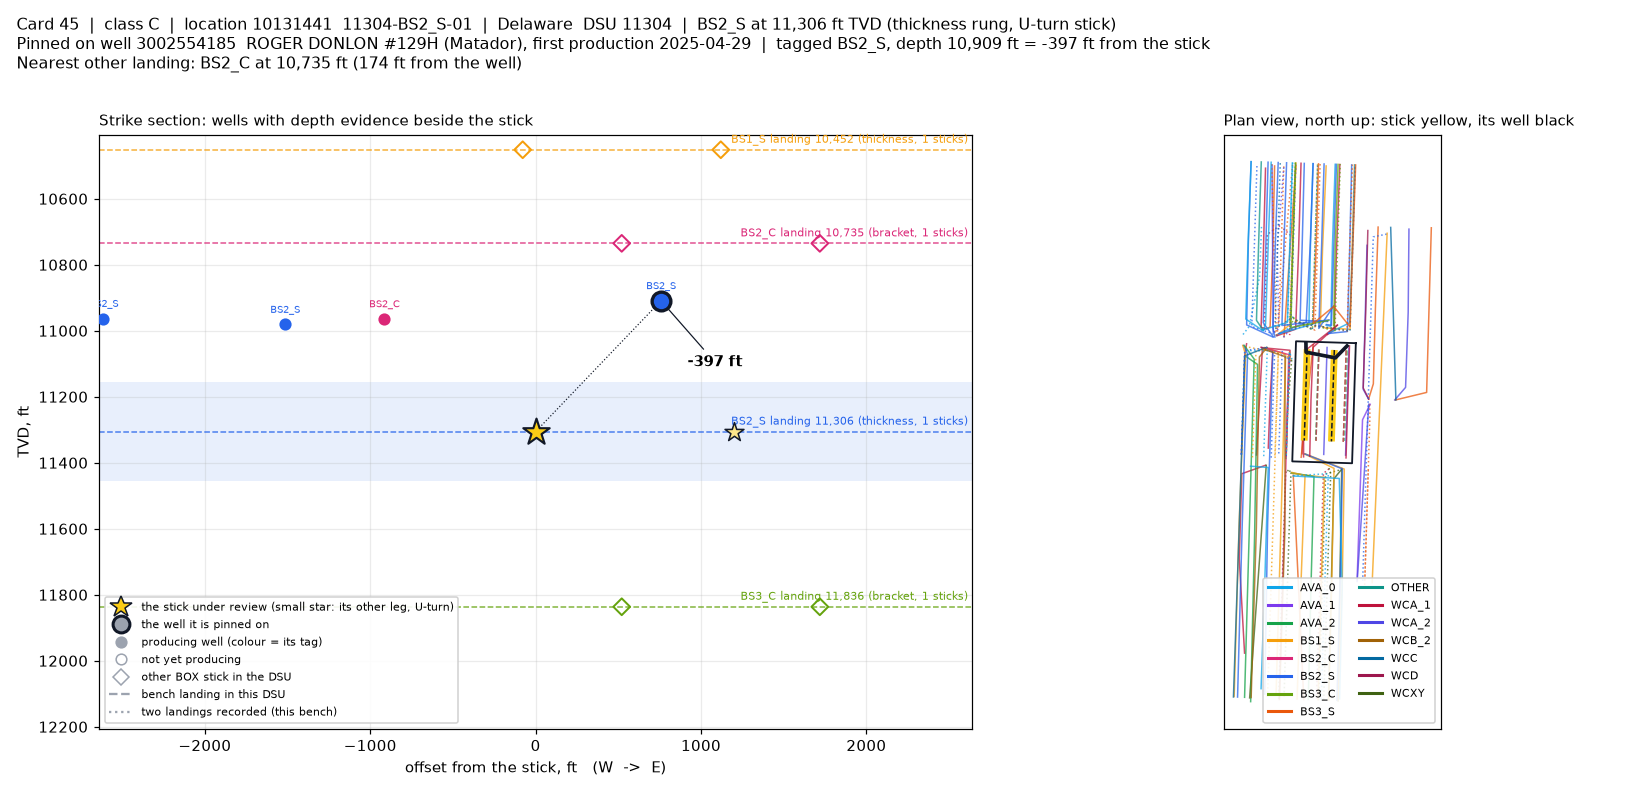 Card 45 | class C | location 10131441 11304-BS2_S-01 | Delaware DSU 11304 | BS2_S at 11,306 ft TVD (thickness rung, U-turn stick)
Pinned on well 3002554185 ROGER DONLON #129H (Matador), first production 2025-04-29 | tagged BS2_S, depth 10,909 ft = -397 ft from the stick
Nearest other landing: BS2_C at 10,735 ft (174 ft from the well)
Strike section: wells with depth evidence beside the stick
BS1_S landing 10,452 (thickness, 1 sticks)
10600
BS2_C landing 10,735 (bracket, 1 sticks)
10800
BS2_S
2_S
BS2_S
BS2_C
11000
-397 ft
11200
BS2_S landing 11,306 (thickness, 1 sticks)
11400
11600
BS3_C landing 11,836 (bracket, 1 sticks)
11800
12000
12200
TVD, ft
the stick under review (small star: its other leg, U-turn)
the well it is pinned on
producing well (colour = its tag)
not yet producing
other BOX stick in the DSU
bench landing in this DSU
two landings recorded (this bench)
−2000
−1000
0
1000
2000
offset from the stick, ft (W -> E)
Plan view, north up: stick yellow, its well black
AVA_0
AVA_1
AVA_2
BS1_S
BS2_C
BS2_S
BS3_C
BS3_S
OTHER
WCA_1
WCA_2
WCB_2
WCC
WCD
WCXY